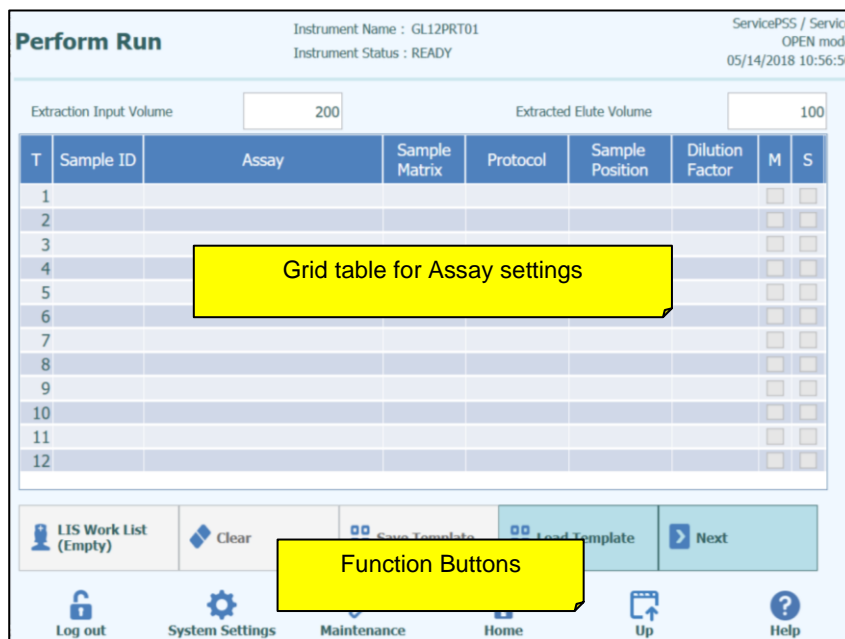 Perform Run
Instrument Name : GL12PRT01
Instrument Status : READY
ServicePSS / Servic
OPEN mod
05/14/2018 10:56:5
Extraction Input Volume 200 Extracted Elute Volume 100
T Sample ID Assay Sample Matrix Protocol Sample Position Dilution Factor M S
1
2
3
4
5
6
7
8
9
10
11
12
Grid table for Assay settings
LIS Work List
(Empty)
Clear
Save Template
Load Template
Next
Function Buttons
Log out System Settings Maintenance Home Up Help